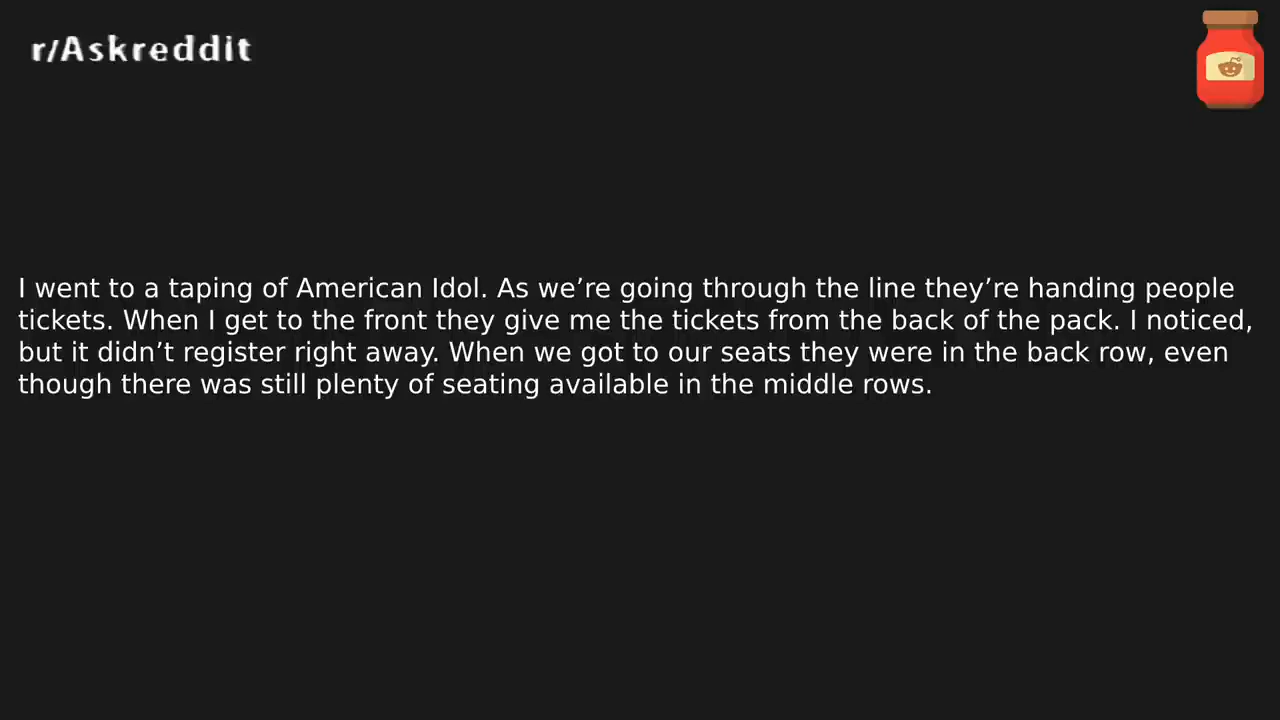 r/Askreddit
I went to a taping of American Idol. As we’re going through the line they’re handing people
tickets. When I get to the front they give me the tickets from the back of the pack. I noticed,
but it didn’t register right away. When we got to our seats they were in the back row, even
though there was still plenty of seating available in the middle rows.